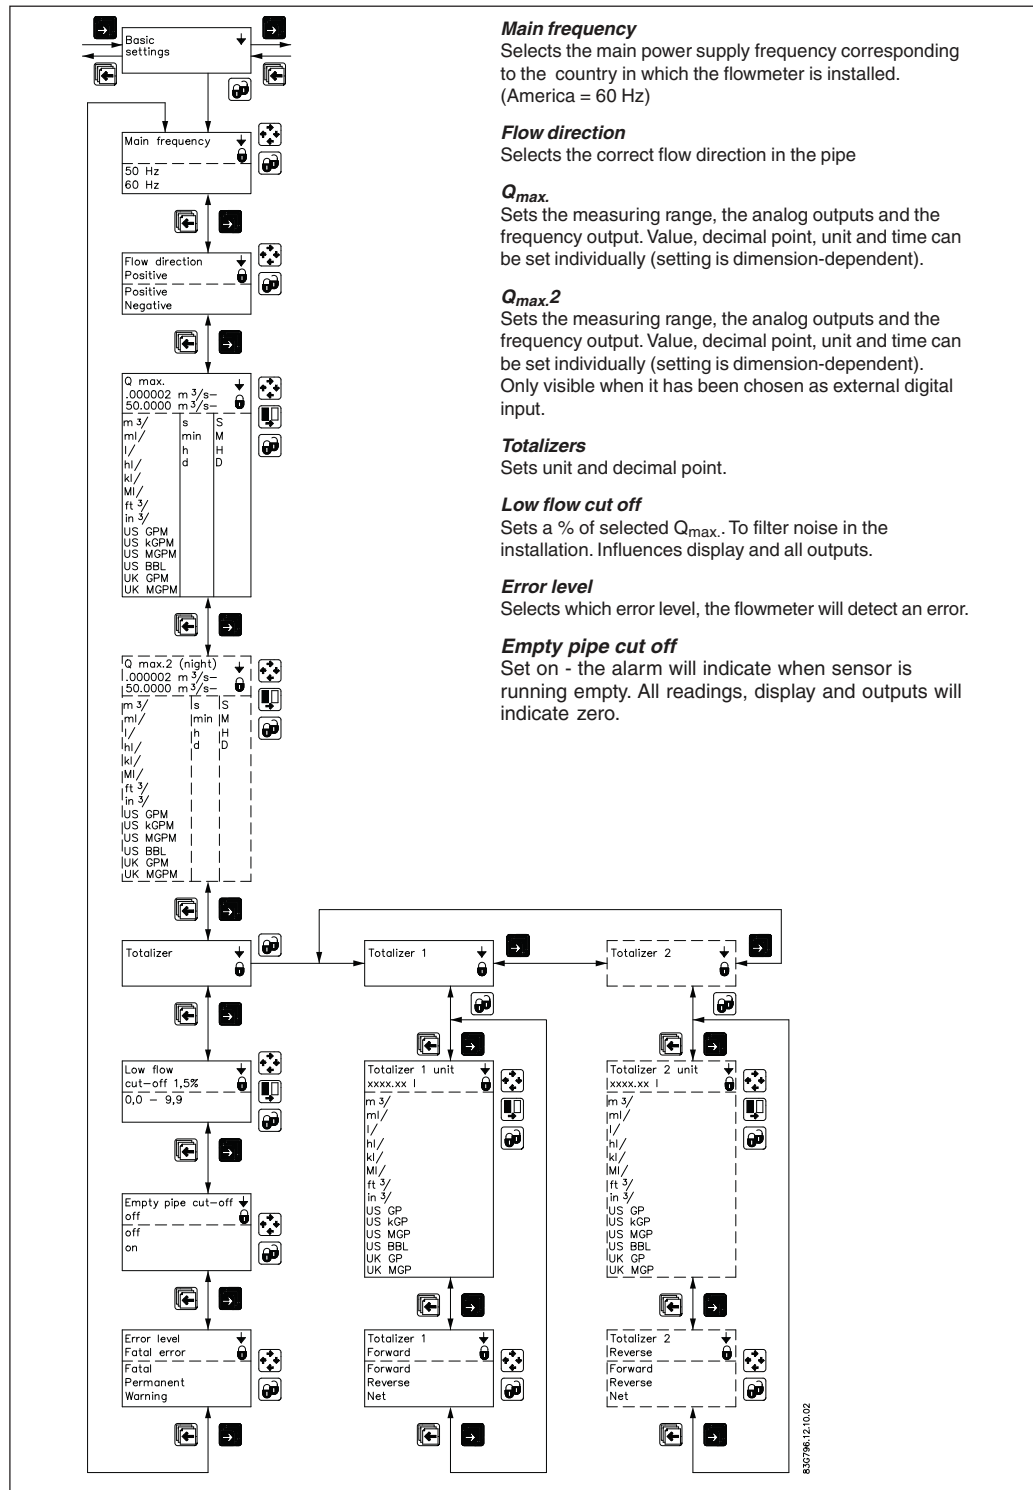 Basic
settings
Main frequency
50 Hz
60 Hz
Flow direction
Positive
Positive
Negative
Q max.
.000002 m 3/s-
50.0000 m 3/s-
m 3/ s S
ml/ min M
l/ h H
hl/ d D
kl/
Ml/
ft 3/
in 3/
US GPM
US kGPM
US MGPM
US BBL
UK GPM
UK MGPM
Q max.2 (night)
.000002 m 3/s-
50.0000 m 3/s-
m 3/ s S
ml/ min M
l/ h H
hl/ d D
kl/
Ml/
ft 3/
in 3/
US GPM
US kGPM
US MGPM
US BBL
UK GPM
UK MGPM
Totalizer
Low flow
cut-off 1,5%
0,0 - 9,9
Empty pipe cut-off
off
off
on
Error level
Fatal error
Fatal
Permanent
Warning
Totalizer 1
Totalizer 1 unit
xxxx.xx l
m 3/
ml/
l/
hl/
kl/
Ml/
ft 3/
in 3/
US GP
US kGP
US MGP
US BBL
UK GP
UK MGP
Totalizer 1
Forward
Forward
Reverse
Net
Totalizer 2
Totalizer 2 unit
xxxx.xx l
m 3/
ml/
l/
hl/
kl/
Ml/
ft 3/
in 3/
US GP
US kGP
US MGP
US BBL
UK GP
UK MGP
Totalizer 2
Reverse
Forward
Reverse
Net
83G796.12.10.02
Main frequency
Selects the main power supply frequency corresponding
to the country in which the flowmeter is installed.
(America = 60 Hz)
Flow direction
Selects the correct flow direction in the pipe
Qmax.
Sets the measuring range, the analog outputs and the
frequency output. Value, decimal point, unit and time can
be set individually (setting is dimension-dependent).
Qmax.2
Sets the measuring range, the analog outputs and the
frequency output. Value, decimal point, unit and time can
be set individually (setting is dimension-dependent).
Only visible when it has been chosen as external digital
input.
Totalizers
Sets unit and decimal point.
Low flow cut off
Sets a % of selected Qmax.. To filter noise in the
installation. Influences display and all outputs.
Error level
Selects which error level, the flowmeter will detect an error.
Empty pipe cut off
Set on - the alarm will indicate when sensor is
running empty. All readings, display and outputs will
indicate zero.